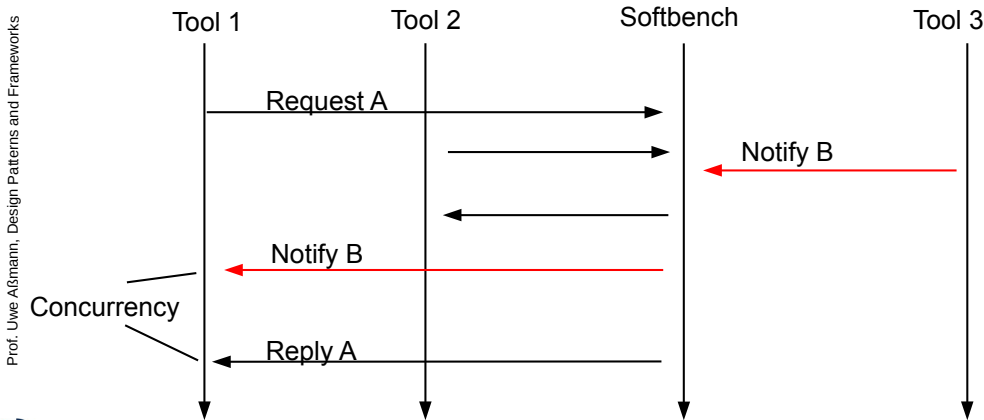 Prof. Uwe Aßmann, Design Patterns and Frameworks
Tool 1
Tool 2
Softbench
Tool 3
Request A
Notify B
Notify B
Concurrency
Reply A